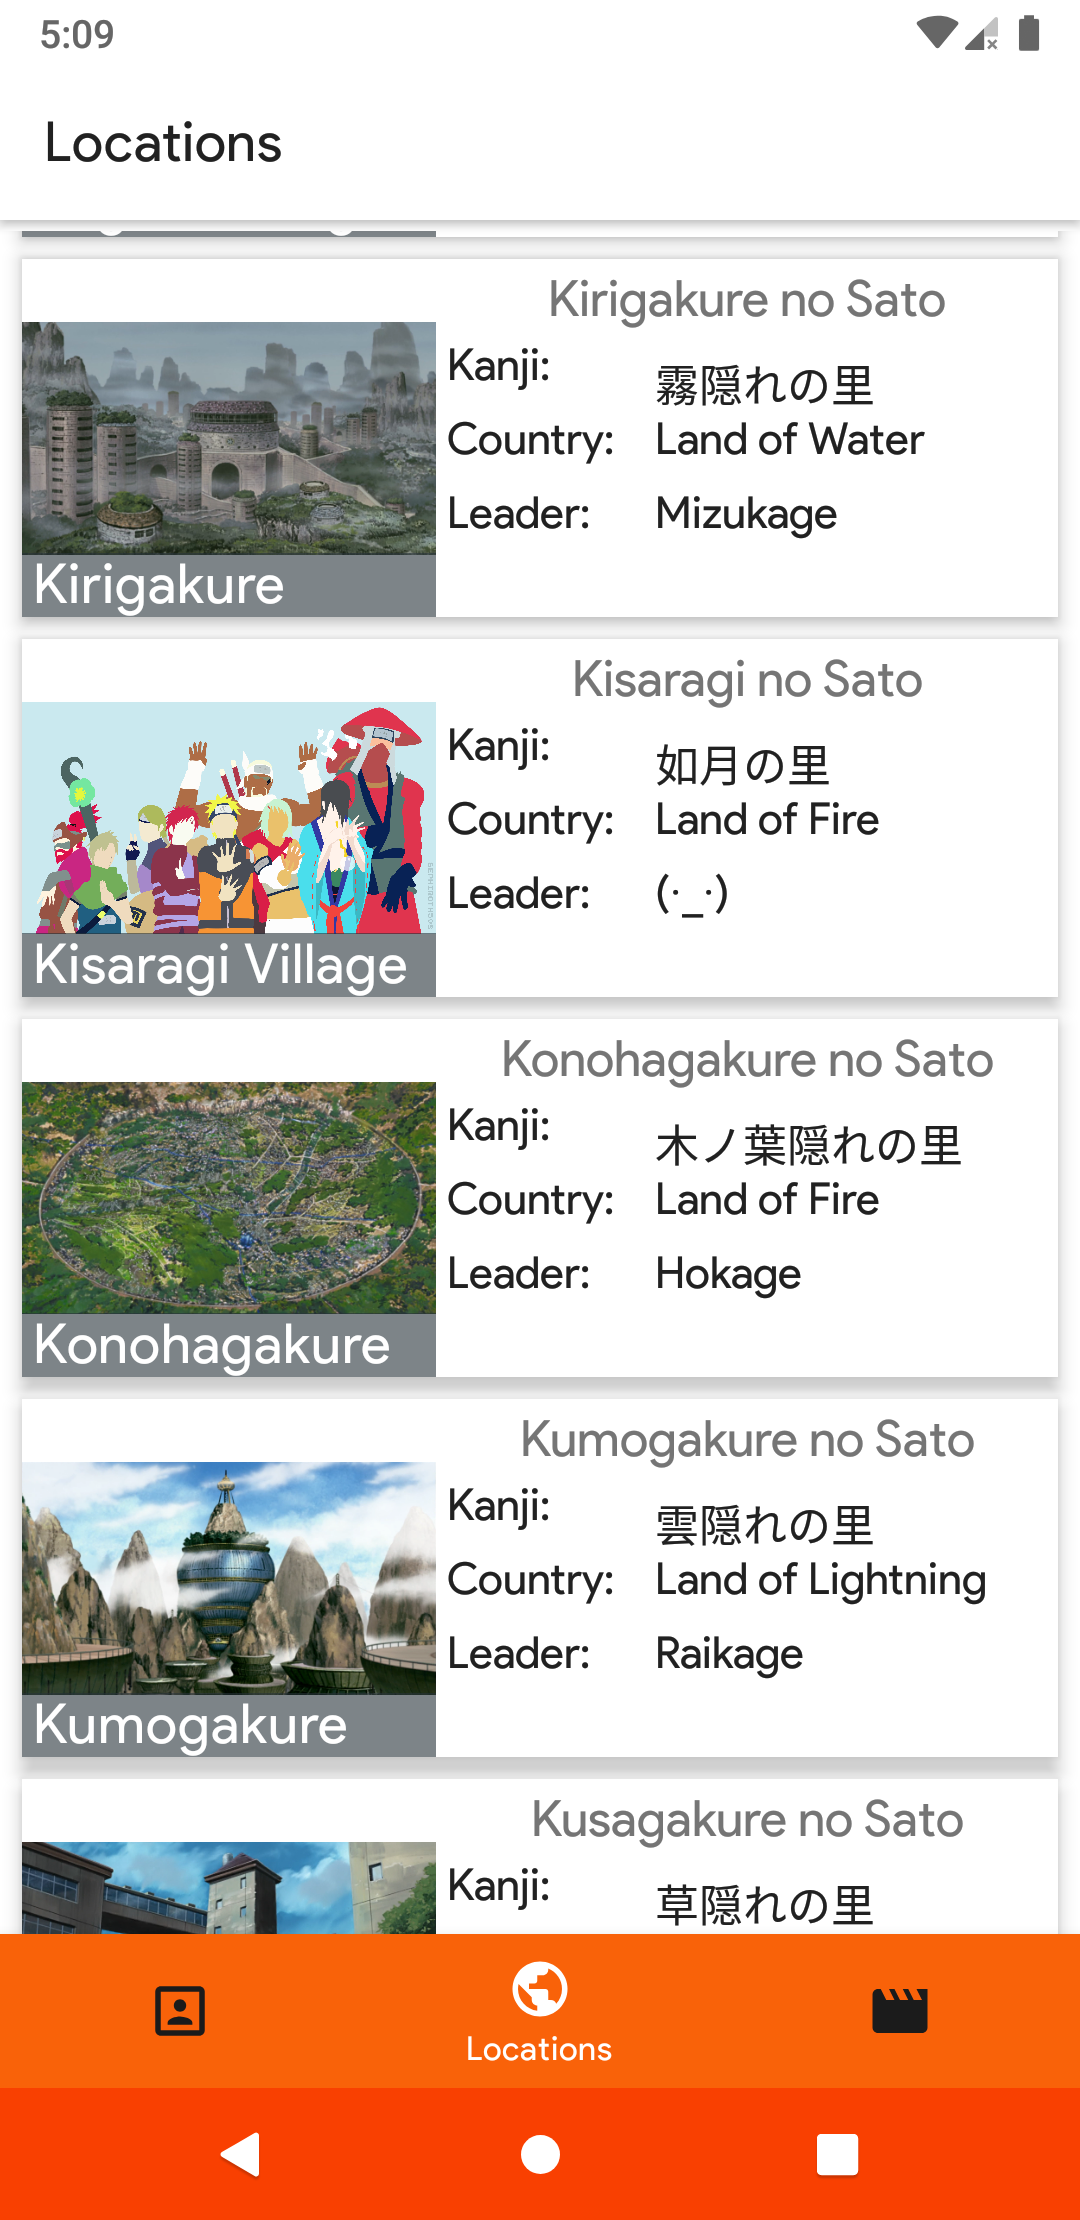 5:09
Locations
Kirigakure no Sato
Kanji: 霧隠れの里
Country: Land of Water
Leader: Mizukage
Kirigakure
Kisaragi no Sato
Kanji: 如月の里
Country: Land of Fire
Leader: (·_·)
Kisaragi Village
Konohagakure no Sato
Kanji: 木ノ葉隠れの里
Country: Land of Fire
Leader: Hokage
Konohagakure
Kumogakure no Sato
Kanji: 雲隠れの里
Country: Land of Lightning
Leader: Raikage
Kumogakure
Kusagakure no Sato
Kanji: 草隠れの里
Locations